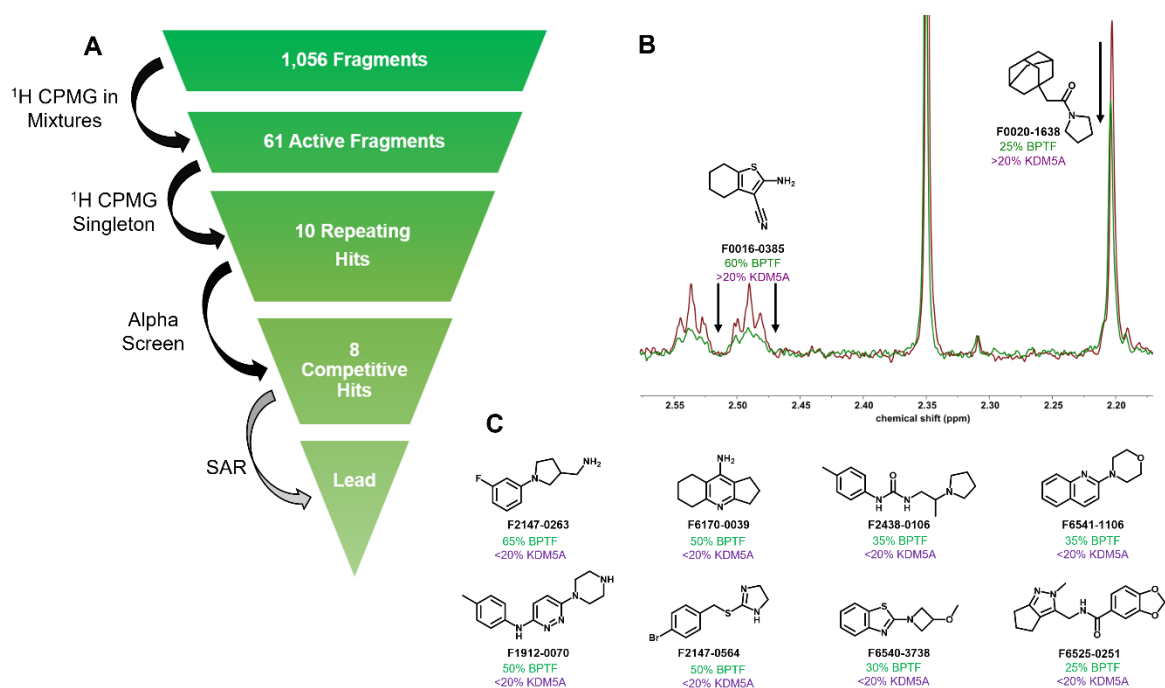 A
1,056 Fragments
¹H CPMG in
Mixtures
61 Active Fragments
¹H CPMG
Singleton
10 Repeating
Hits
Alpha
Screen
8
Competitive
Hits
SAR
Lead
B
S
NH₂
N
F0016-0385
60% BPTF
>20% KDM5A
O
N
F0020-1638
25% BPTF
>20% KDM5A
2.55 2.50 2.45 2.40 2.35 2.30 2.25 2.20
chemical shift (ppm)
C
F
N
NH₂
F2147-0263
65% BPTF
<20% KDM5A
NH₂
N
F6170-0039
50% BPTF
<20% KDM5A
O
N
H
N
H
N
F2438-0106
35% BPTF
<20% KDM5A
N
N
O
F6541-1106
35% BPTF
<20% KDM5A
N
H
N
N
N
NH
F1912-0070
50% BPTF
<20% KDM5A
Br
S
N
N
H
F2147-0564
50% BPTF
<20% KDM5A
S
N
N
O
F6540-3738
30% BPTF
<20% KDM5A
N
N
H
N
O
O
O
F6525-0251
25% BPTF
<20% KDM5A